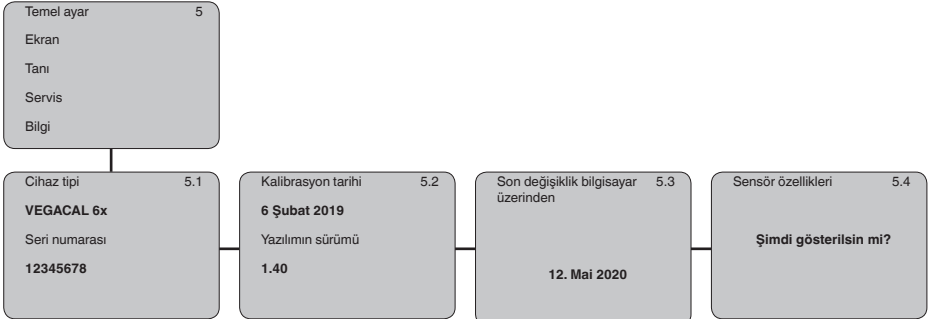 Temel ayar 5
Ekran
Tanı
Servis
Bilgi
Cihaz tipi 5.1
VEGACAL 6x
Seri numarası
12345678
Kalibrasyon tarihi 5.2
6 Şubat 2019
Yazılımın sürümü
1.40
Son değişiklik bilgisayar 5.3
üzerinden
12. Mai 2020
Sensör özellikleri 5.4
Şimdi gösterilsin mi?